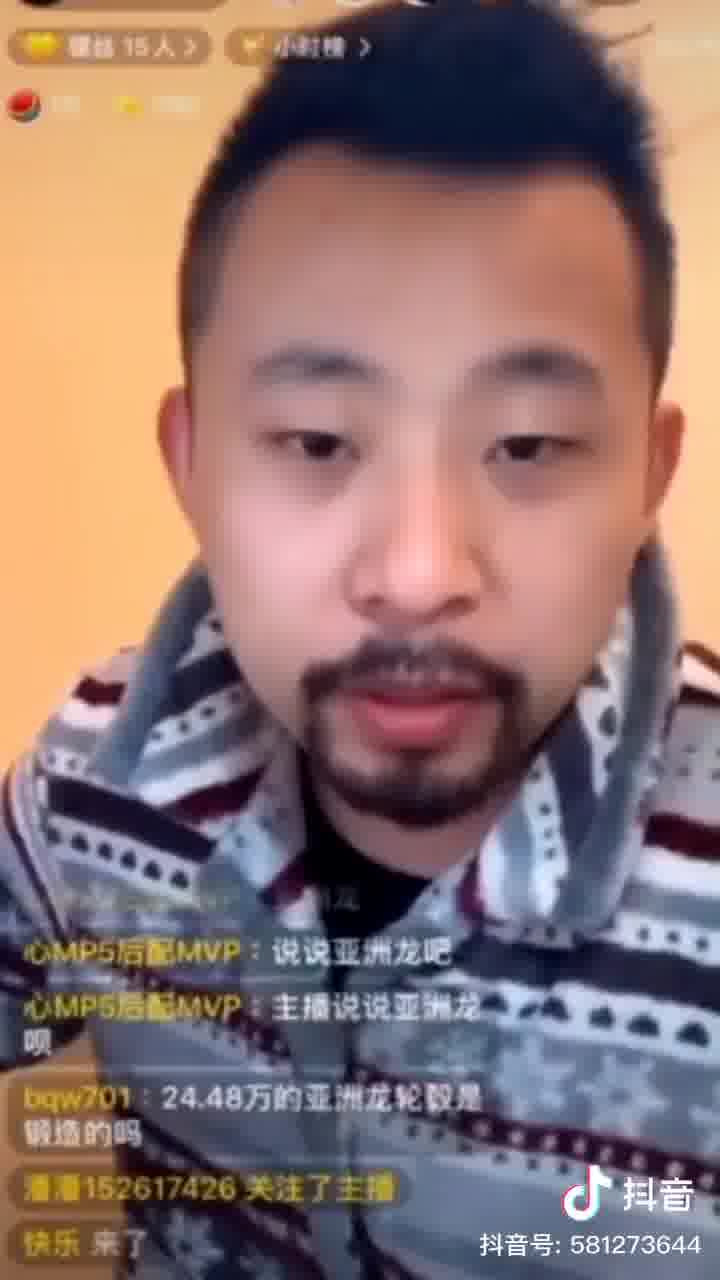 15人 >
小时榜 >
心MP5后配MVP：说说亚洲龙吧
心MP5后配MVP：主播说说亚洲龙
呗
bqw701：24.48万的亚洲龙轮毂是
锻造的吗
潘潘152617426 关注了主播
快乐 来了
抖音
抖音号: 581273644